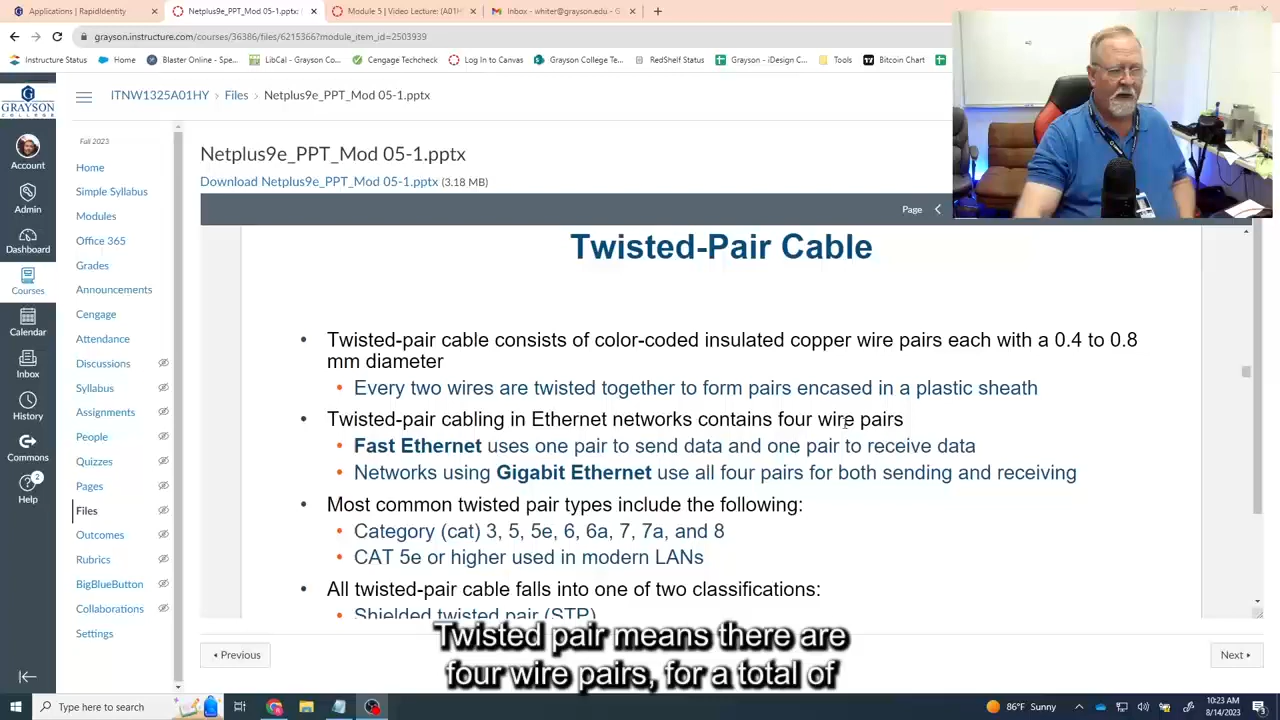 Applications | RapidIdentity
Netplus9e_PPT_Mod 05-1.pptx: I
Module 5 | Video Lecture: (A01H
Inbox - whiter@grayson.edu - G
grayson.instructure.com/courses/36386/files/6215366?module_item_id=2503939
Instructure Status
Home
Blaster Online - Spe...
LibCal - Grayson Co...
Cengage Techcheck
Log In to Canvas
Grayson College Te...
RedShelf Status
Grayson - iDesign C...
Tools
Bitcoin Chart
GRAYSON
COLLEGE
Account
Admin
Dashboard
Courses
Calendar
Inbox
History
Commons
2
Help
ITNW1325A01HY > Files > Netplus9e_PPT_Mod 05-1.pptx
Fall 2023
Home
Simple Syllabus
Modules
Office 365
Grades
Announcements
Cengage
Attendance
Discussions
Syllabus
Assignments
People
Quizzes
Pages
Files
Outcomes
Rubrics
BigBlueButton
Collaborations
Settings
Netplus9e_PPT_Mod 05-1.pptx
Download Netplus9e_PPT_Mod 05-1.pptx (3.18 MB)
Page
Twisted-Pair Cable
• Twisted-pair cable consists of color-coded insulated copper wire pairs each with a 0.4 to 0.8
mm diameter
• Every two wires are twisted together to form pairs encased in a plastic sheath
• Twisted-pair cabling in Ethernet networks contains four wire pairs
• Fast Ethernet uses one pair to send data and one pair to receive data
• Networks using Gigabit Ethernet use all four pairs for both sending and receiving
• Most common twisted pair types include the following:
• Category (cat) 3, 5, 5e, 6, 6a, 7, 7a, and 8
• CAT 5e or higher used in modern LANs
• All twisted-pair cable falls into one of two classifications:
• Shielded twisted pair (STP)
Twisted pair means there are
four wire pairs, for a total of
Previous
Next
Type here to search
86°F Sunny
10:23 AM
8/14/2023
3